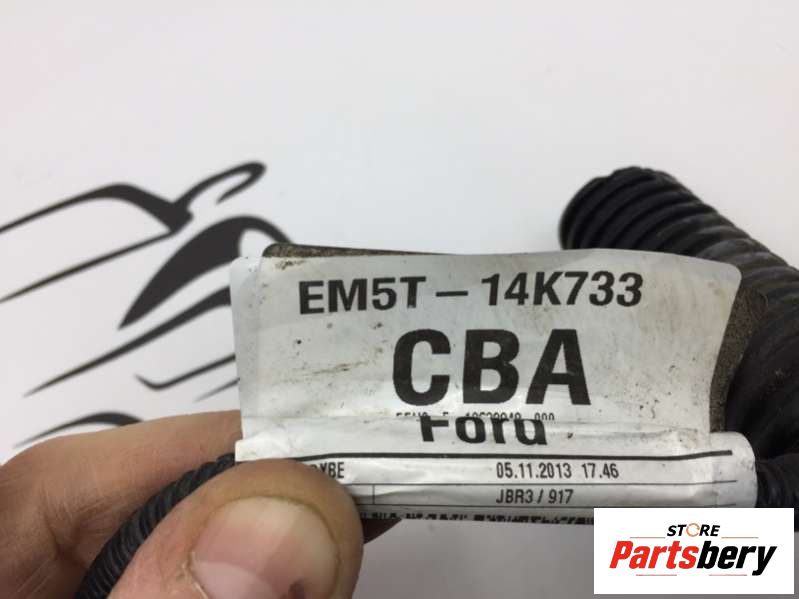 EM5T – 14K733
CBA
Ford
05.11.2013 17.46
JBR3 / 917
STORE
Partsbery